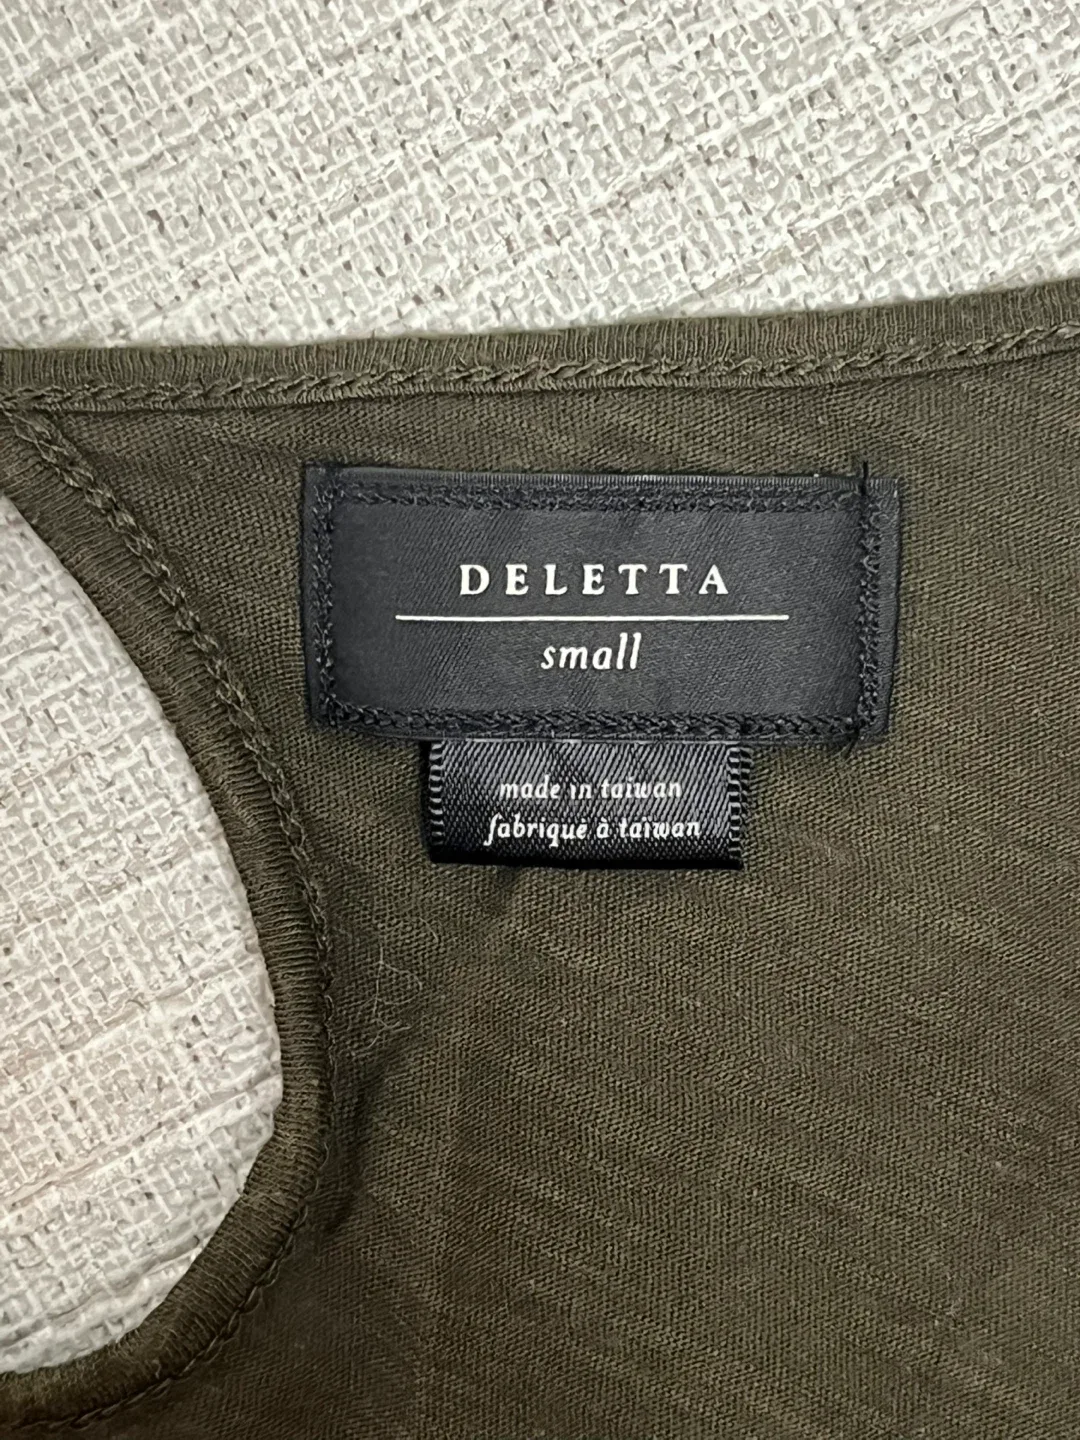 DELETTA
small
made in taiwan
fabriqué à taiwan